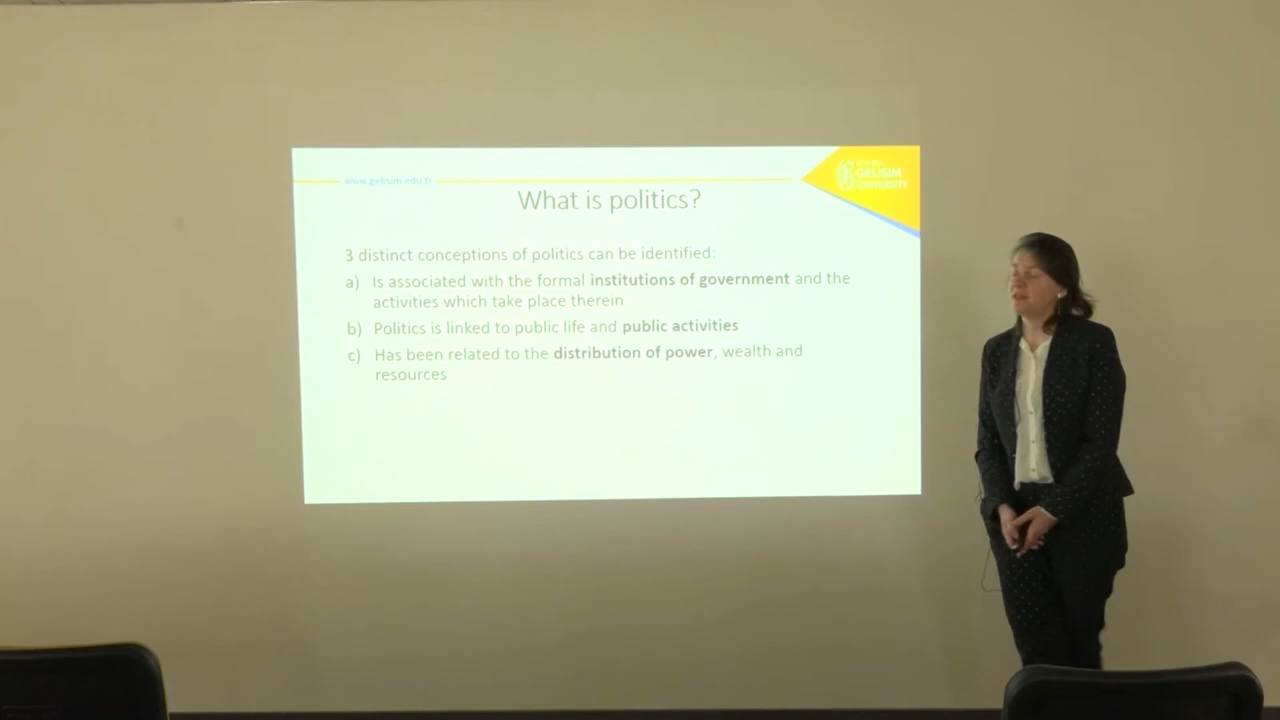 www.gelisim.edu.tr
GELISIM
UNIVERSITY
What is politics?
3 distinct conceptions of politics can be identified:
a) Is associated with the formal institutions of government and the
activities which take place therein
b) Politics is linked to public life and public activities
c) Has been related to the distribution of power, wealth and
resources